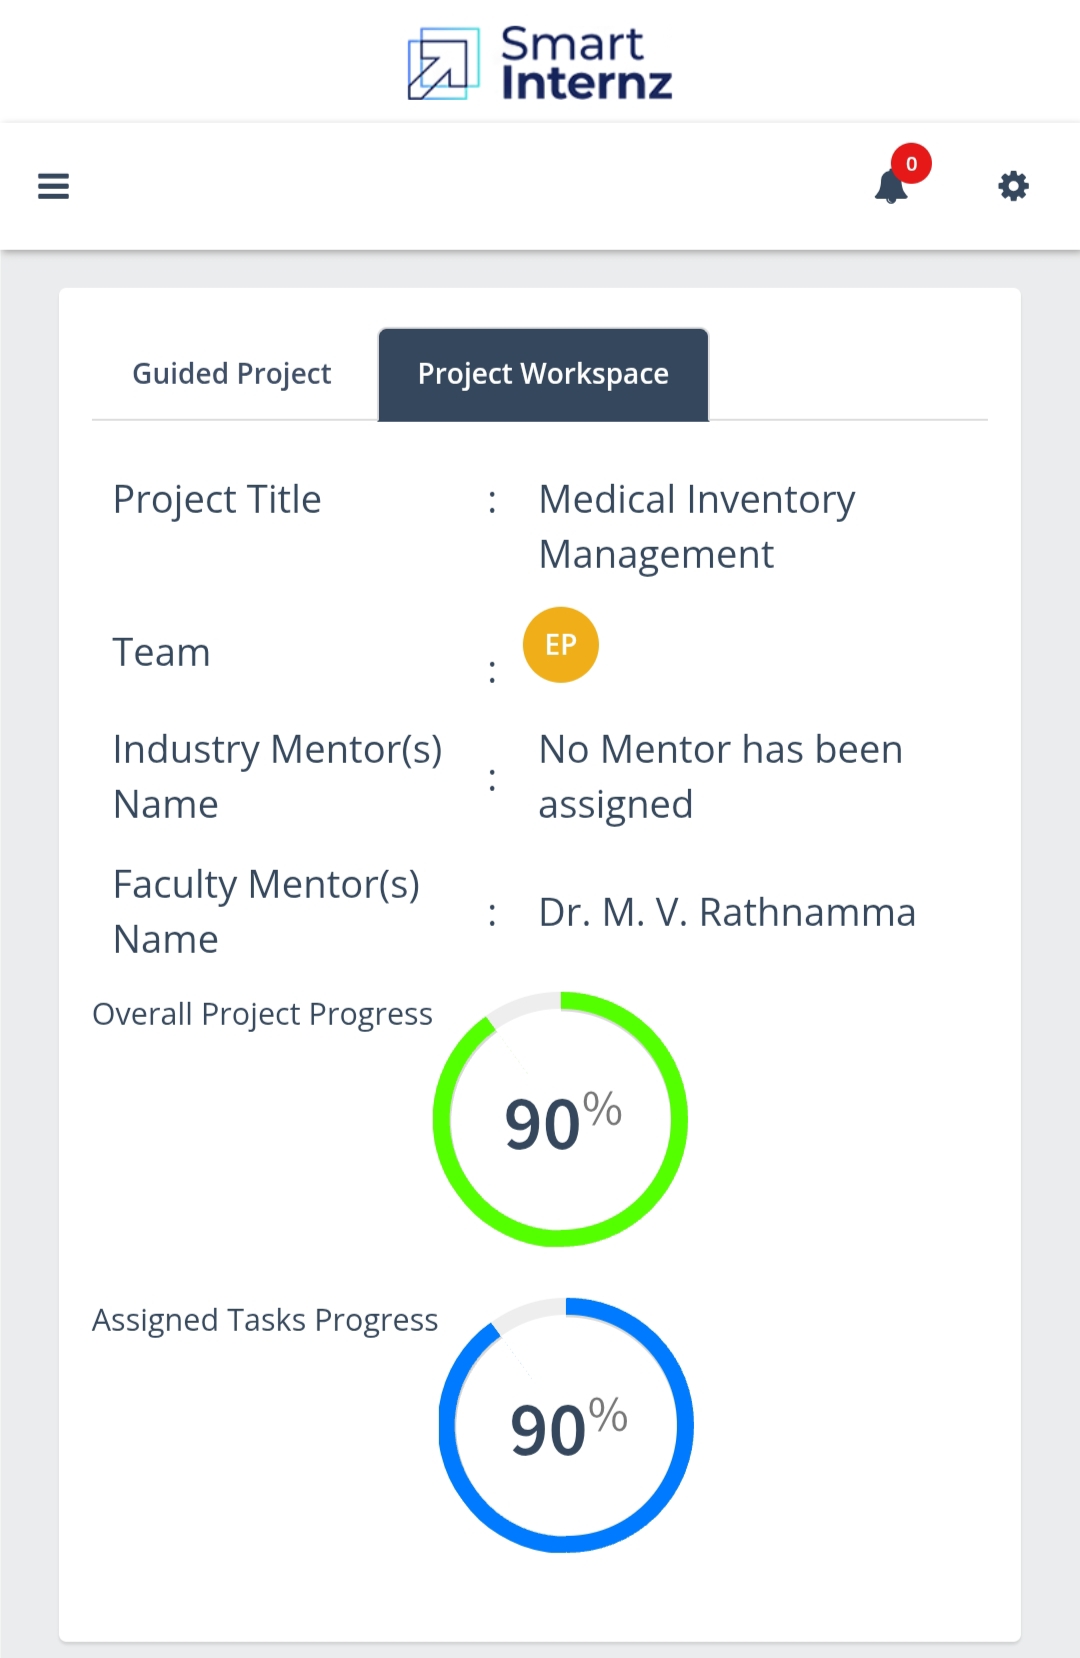 Smart
Internz
0
Guided Project
Project Workspace
Project Title : Medical Inventory
Management
Team : EP
Industry Mentor(s)
Name : No Mentor has been
assigned
Faculty Mentor(s)
Name : Dr. M. V. Rathnamma
Overall Project Progress
90%
Assigned Tasks Progress
90%